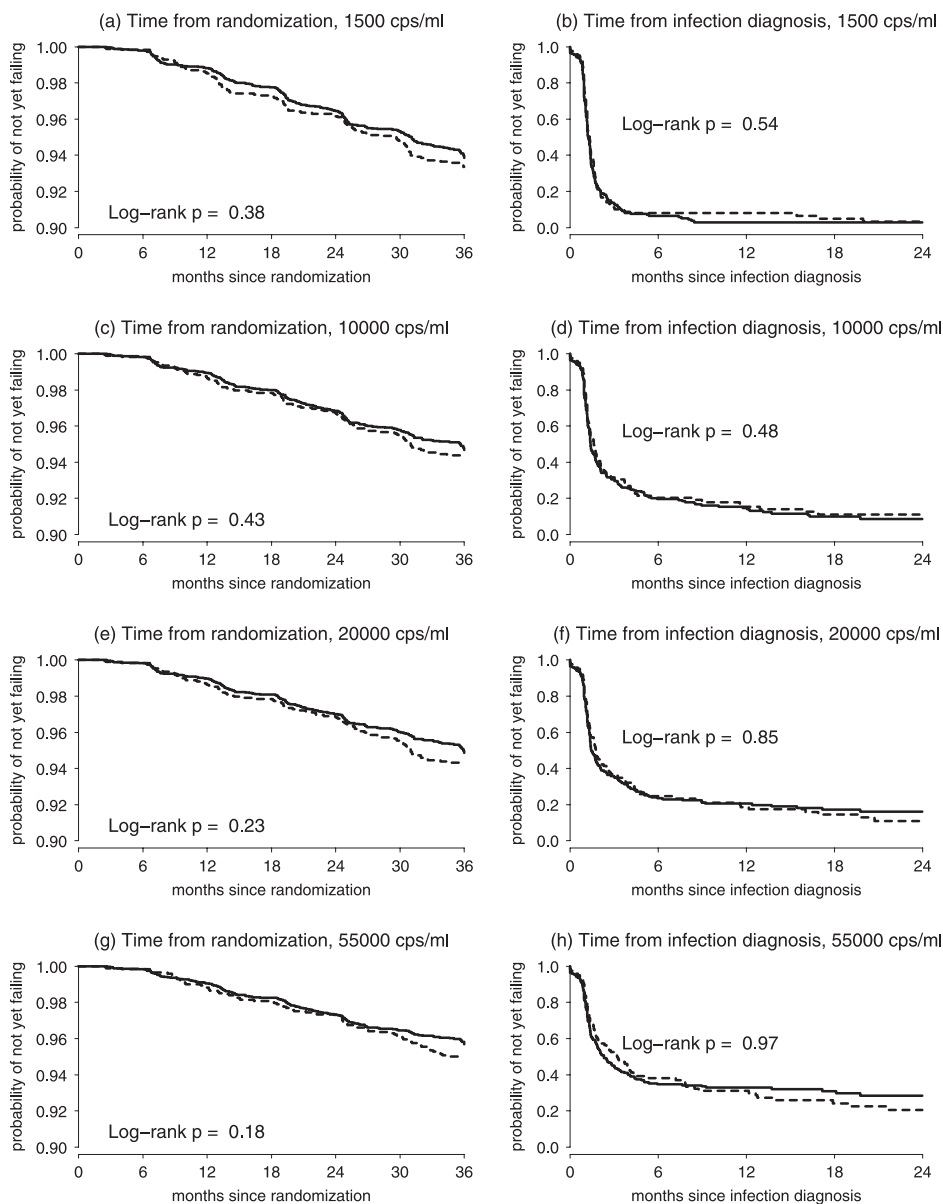 (a) Time from randomization, 1500 cps/ml
probability of not yet failing
1.00
0.98
0.96
0.94
0.92
0.90
Log−rank p = 0.38
0 6 12 18 24 30 36
months since randomization
(b) Time from infection diagnosis, 1500 cps/ml
probability of not yet failing
1.0
0.8
0.6
0.4
0.2
0.0
Log−rank p = 0.54
0 6 12 18 24
months since infection diagnosis
(c) Time from randomization, 10000 cps/ml
probability of not yet failing
1.00
0.98
0.96
0.94
0.92
0.90
Log−rank p = 0.43
0 6 12 18 24 30 36
months since randomization
(d) Time from infection diagnosis, 10000 cps/ml
probability of not yet failing
1.0
0.8
0.6
0.4
0.2
0.0
Log−rank p = 0.48
0 6 12 18 24
months since infection diagnosis
(e) Time from randomization, 20000 cps/ml
probability of not yet failing
1.00
0.98
0.96
0.94
0.92
0.90
Log−rank p = 0.23
0 6 12 18 24 30 36
months since randomization
(f) Time from infection diagnosis, 20000 cps/ml
probability of not yet failing
1.0
0.8
0.6
0.4
0.2
0.0
Log−rank p = 0.85
0 6 12 18 24
months since infection diagnosis
(g) Time from randomization, 55000 cps/ml
probability of not yet failing
1.00
0.98
0.96
0.94
0.92
0.90
Log−rank p = 0.18
0 6 12 18 24 30 36
months since randomization
(h) Time from infection diagnosis, 55000 cps/ml
probability of not yet failing
1.0
0.8
0.6
0.4
0.2
0.0
Log−rank p = 0.97
0 6 12 18 24
months since infection diagnosis